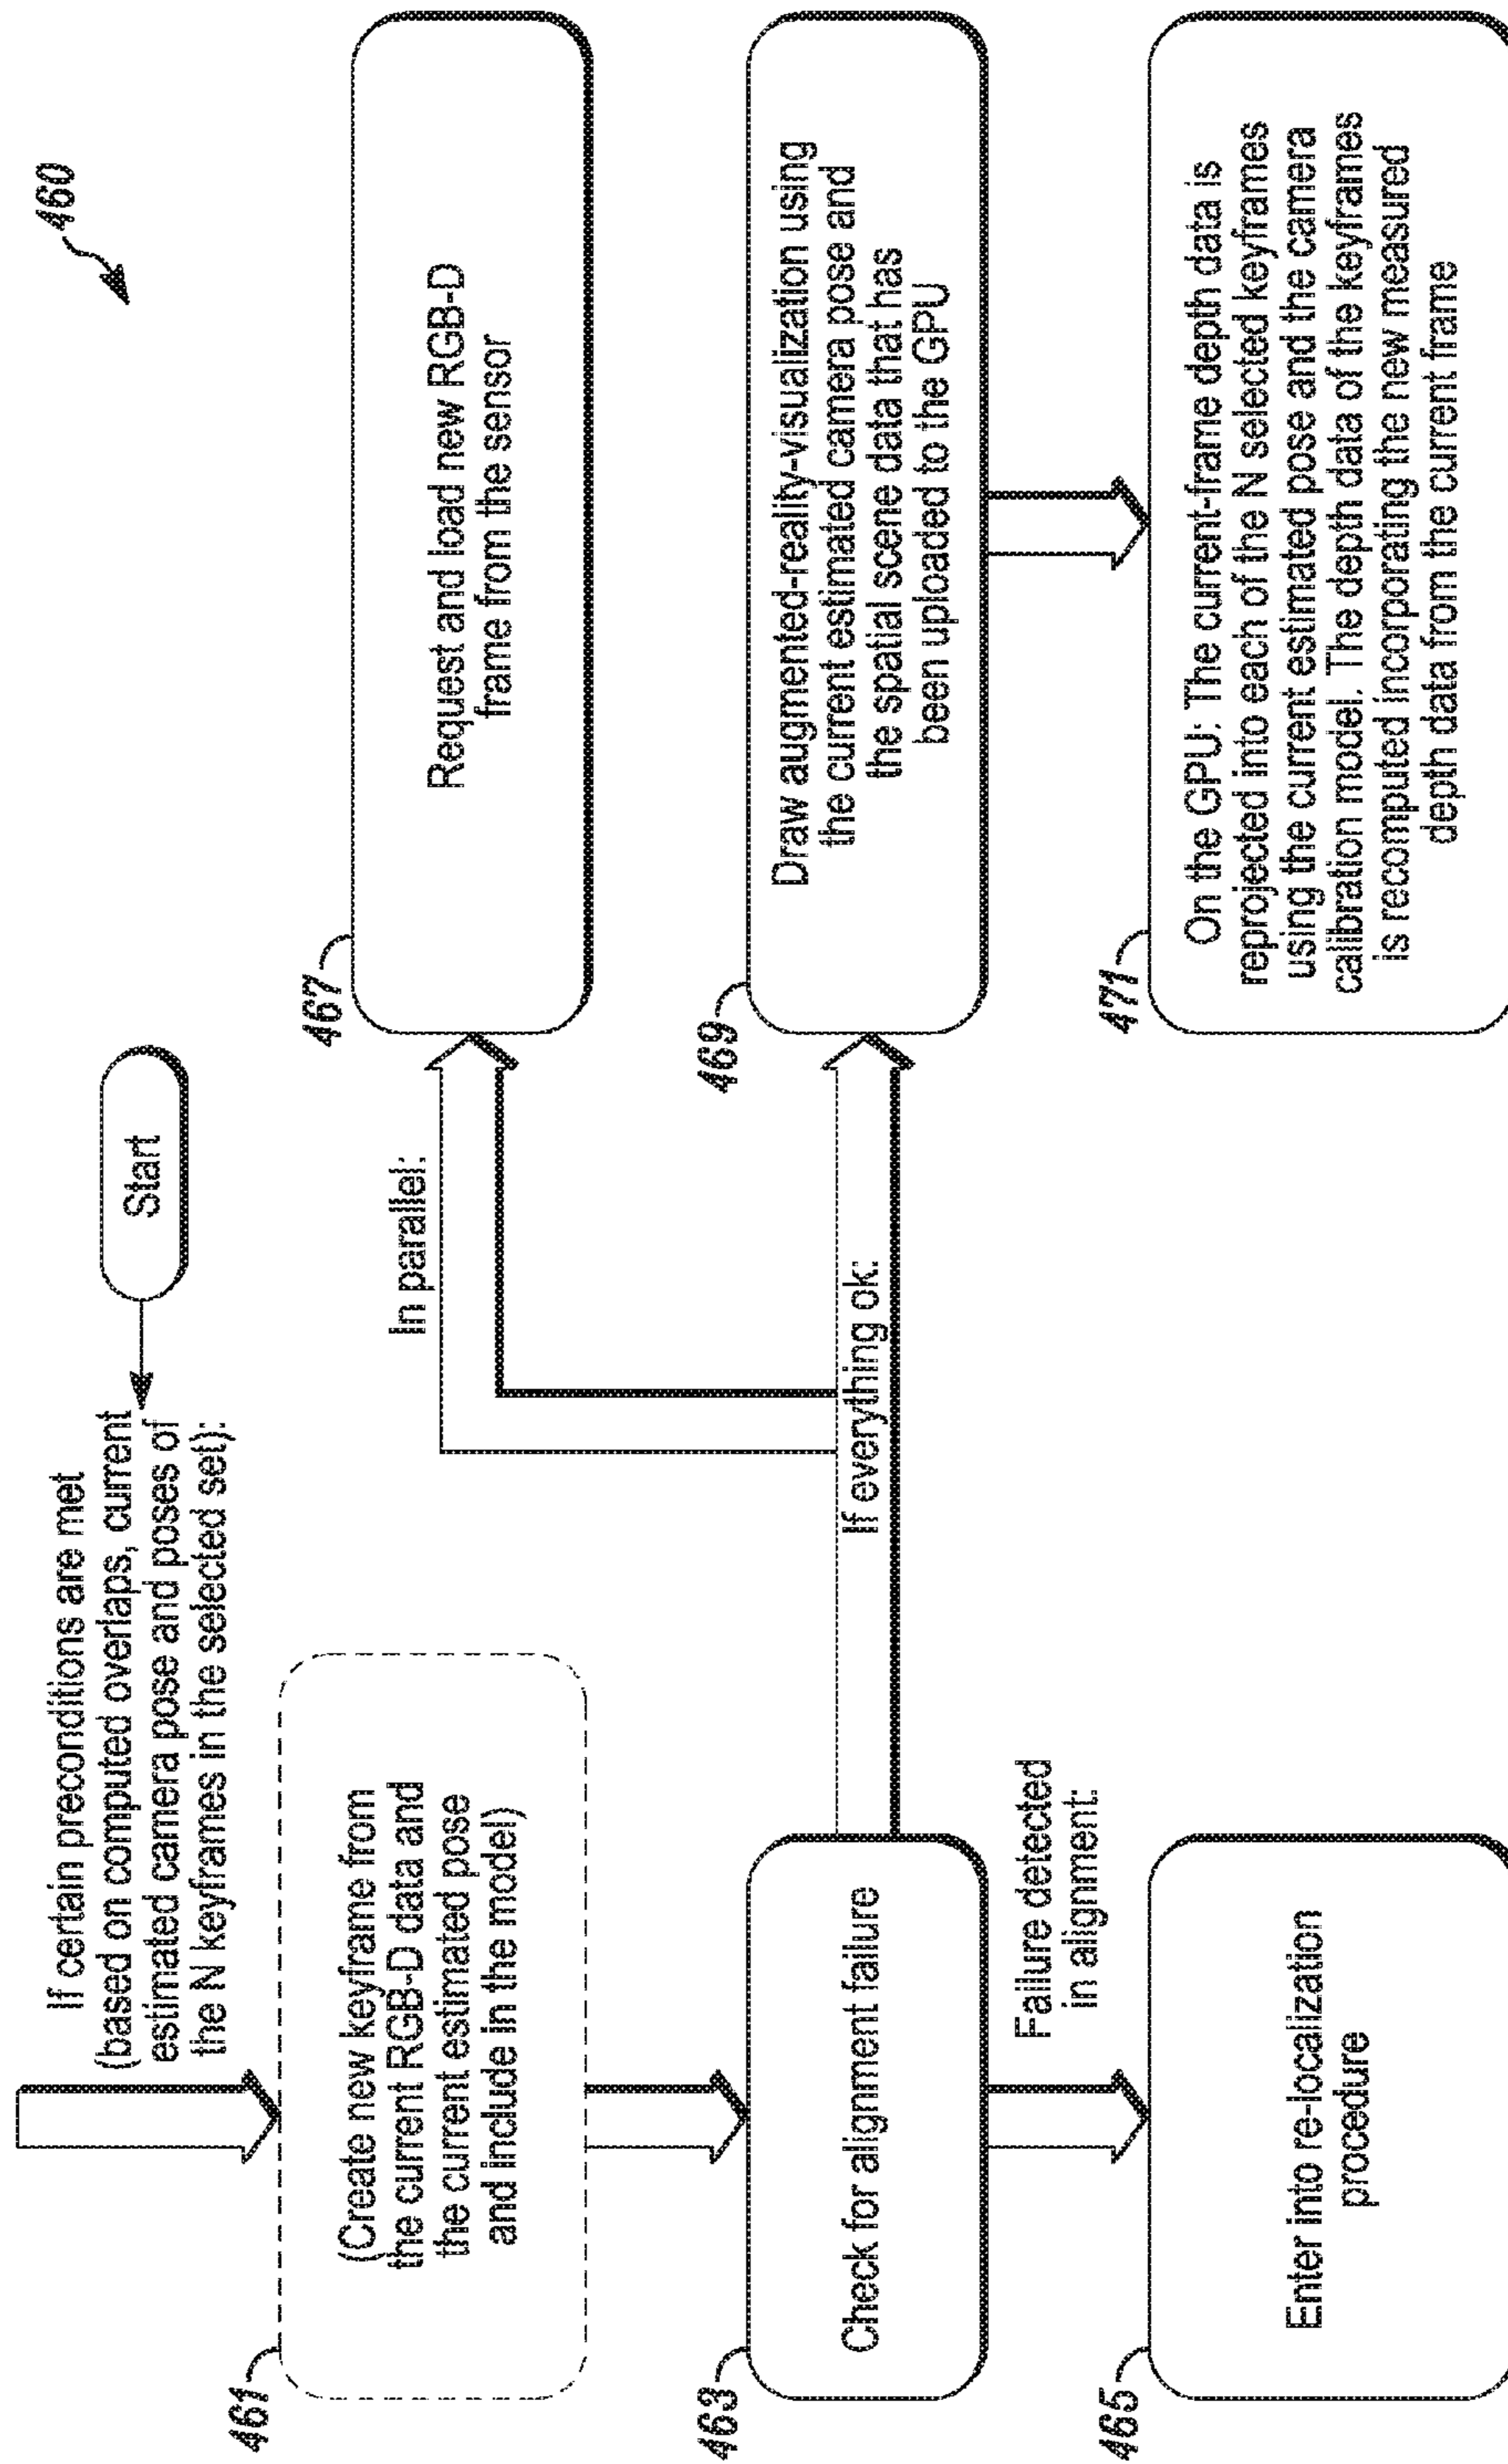 460
Start
If certain preconditions are met
(based on computed overlaps, current
estimated camera pose and poses of
the N keyframes in the selected set):
461
(Create new keyframe from
the current RGB-D data and
the current estimated pose
and include in the model)
463
Check for alignment failure
Failure detected
in alignment:
465
Enter into re-localization
procedure
In parallel:
If everything ok:
467
Request and load new RGB-D
frame from the sensor
469
Draw augmented-reality-visualization using
the current estimated camera pose and
the spatial scene data that has
been uploaded to the GPU
471
On the GPU: The current-frame depth data is
reprojected into each of the N selected keyframes
using the current estimated pose and the camera
calibration model. The depth data of the keyframes
is recomputed incorporating the new measured
depth data from the current frame